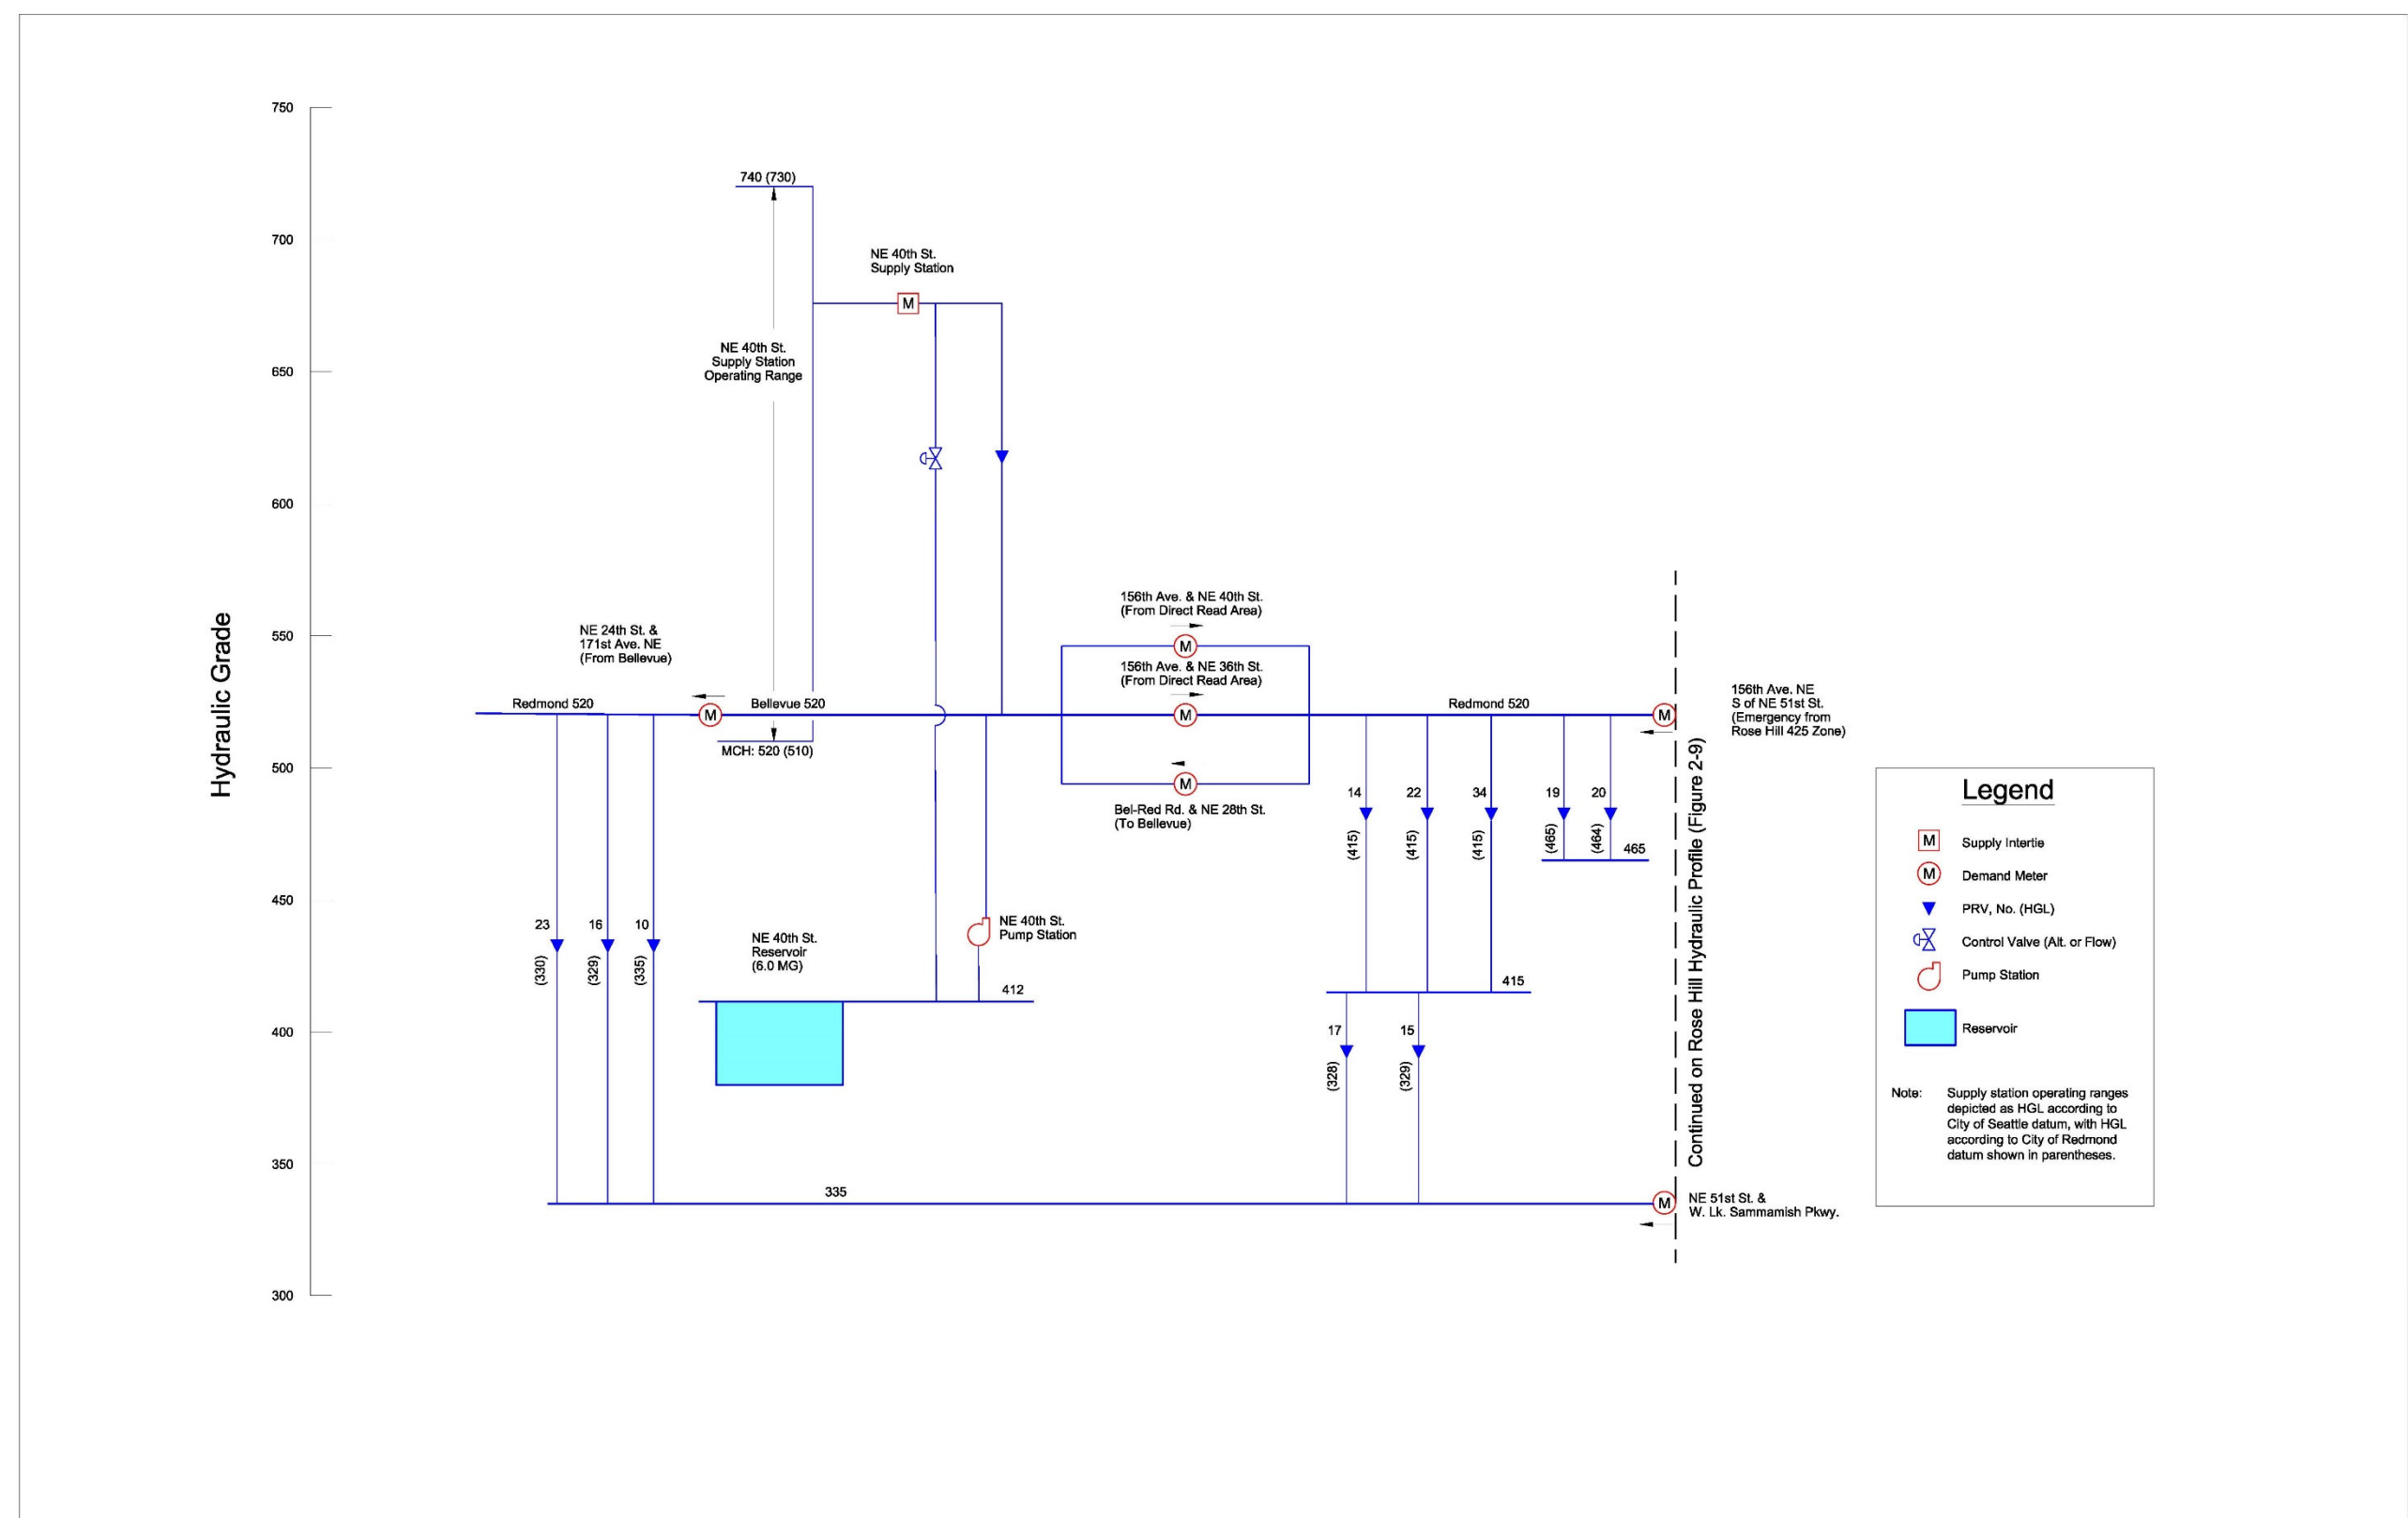 750
740 (730)
700
NE 40th St.
Supply Station
M
NE 40th St.
Supply Station
Operating Range
650
600
Hydraulic Grade
550
NE 24th St. &
171st Ave. NE
(From Bellevue)
156th Ave. & NE 40th St.
(From Direct Read Area)
M
156th Ave. & NE 36th St.
(From Direct Read Area)
Redmond 520
M
Bellevue 520
MCH: 520 (510)
M
Redmond 520
M
156th Ave. NE
S of NE 51st St.
(Emergency from
Rose Hill 425 Zone)
500
M
Bel-Red Rd. & NE 28th St.
(To Bellevue)
14
22
34
19
20
(415)
(415)
(415)
(465)
(464)
465
450
23
16
10
(330)
(329)
(335)
NE 40th St.
Reservoir
(6.0 MG)
NE 40th St.
Pump Station
412
415
400
17
15
(328)
(329)
350
335
M
NE 51st St. &
W. Lk. Sammamish Pkwy.
300
Continued on Rose Hill Hydraulic Profile (Figure 2-9)
Legend
M Supply Intertie
M Demand Meter
PRV, No. (HGL)
Control Valve (Alt. or Flow)
Pump Station
Reservoir
Note: Supply station operating ranges
depicted as HGL according to
City of Seattle datum, with HGL
according to City of Redmond
datum shown in parentheses.